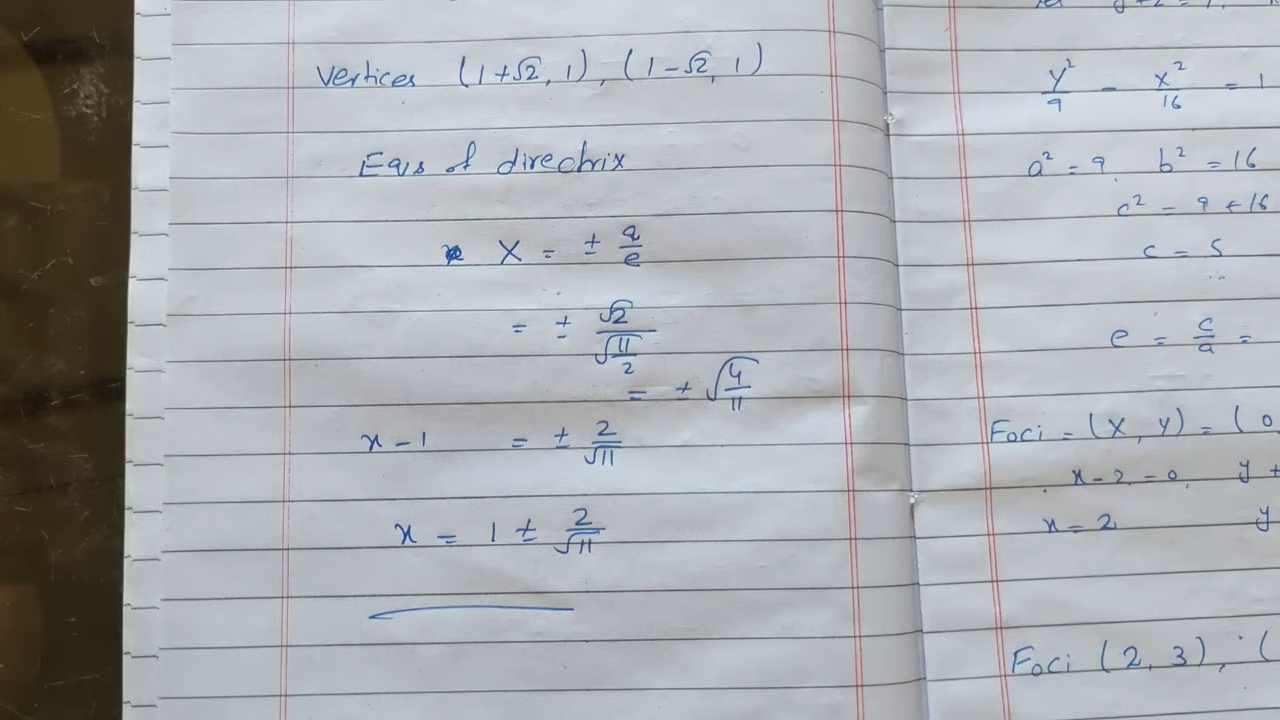 Vertices (1+√2, 1), (1-√2, 1)
Eqs of directrix
X = ± a/e
= ± √2/√(11/2)
= ± √(4/11)
x - 1 = ± 2/√11
x = 1 ± 2/√11
Y²/9 - X²/16 = 1
a² = 9, b² = 16
c² = 9 + 16
c = 5
e = c/a =
Foci = (X, Y) = (0,
x - 2 = 0, y +
x = 2 y
Foci (2, 3), (